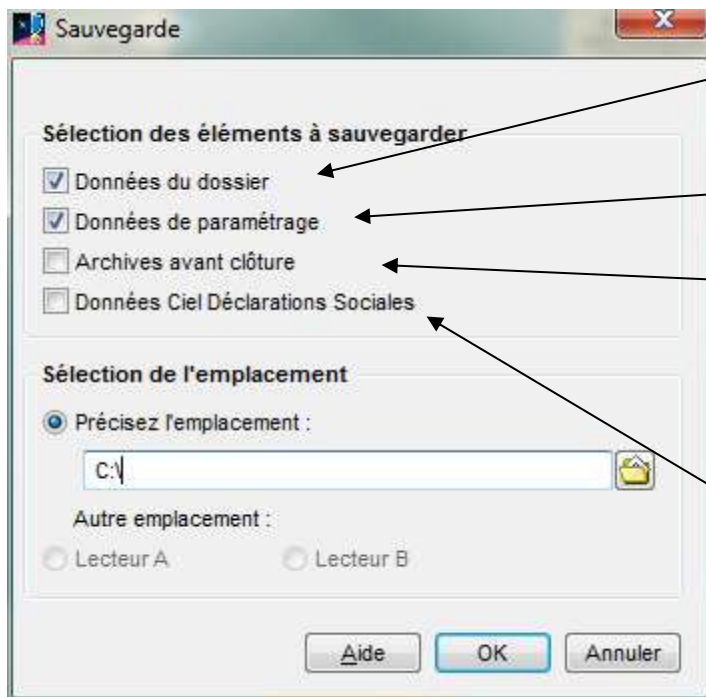 Sauvegarde
Sélection des éléments à sauvegarder
Données du dossier
Données de paramétrage
Archives avant clôture
Données Ciel Déclarations Sociales
Sélection de l'emplacement
Précisez l'emplacement :
C:\
Autre emplacement :
Lecteur A Lecteur B
Aide OK Annuler